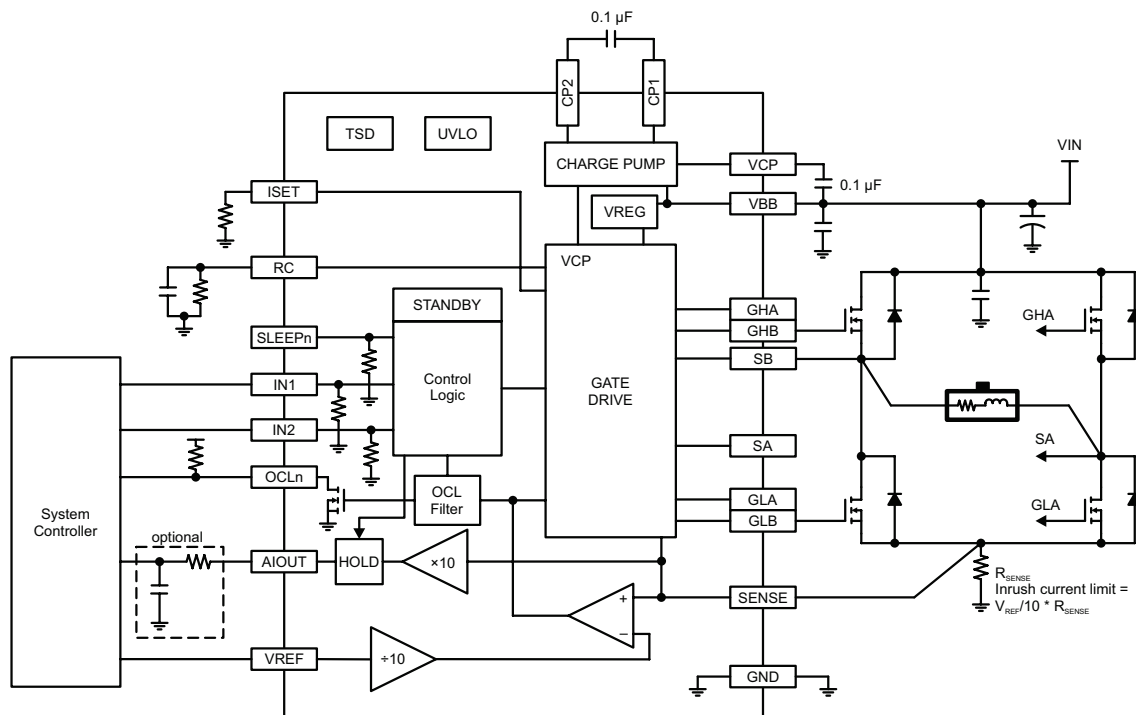 0.1 µF
CP2
CP1
TSD
UVLO
CHARGE PUMP
VCP
VIN
0.1 µF
ISET
VREG
VBB
VCP
RC
STANDBY
GHA
GHA
GHB
SLEEPn
SB
Control
Logic
GATE
DRIVE
IN1
IN2
SA
SA
OCLn
OCL
Filter
GLA
GLA
GLB
System
Controller
optional
AIOUT
HOLD
×10
R_SENSE
Inrush current limit =
V_REF/10 * R_SENSE
SENSE
+
–
VREF
÷10
GND